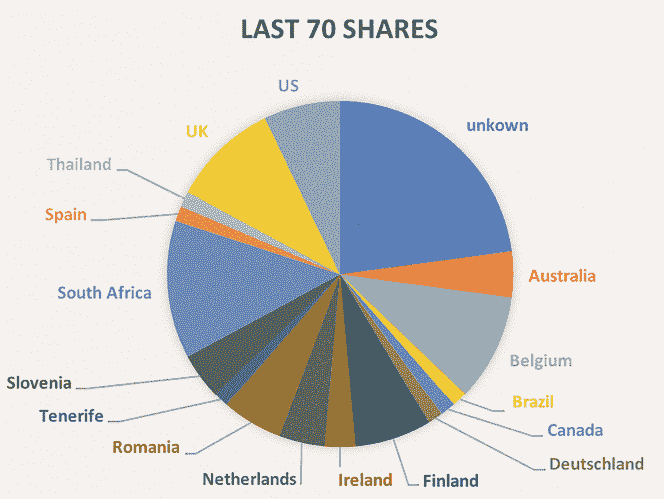 LAST 70 SHARES
US
unkown
UK
Thailand
Spain
Australia
South Africa
Belgium
Slovenia
Brazil
Tenerife
Canada
Romania
Deutschland
Netherlands
Ireland
Finland